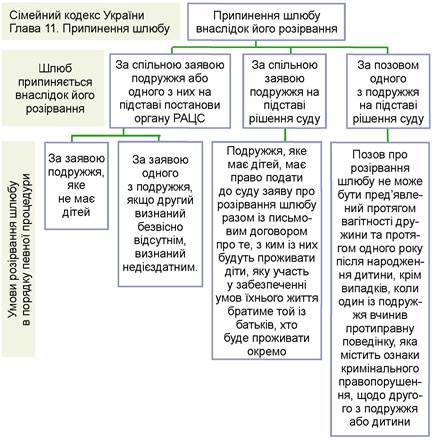 Сімейний кодекс України
Глава 11. Припинення шлюбу
Припинення шлюбу
внаслідок його розірвання
Шлюб
припиняється
внаслідок його
розірвання
За спільною заявою
подружжя або
одного з них на
підставі постанови
органу РАЦС
За спільною
заявою
подружжя на
підставі
рішення суду
За позовом
одного
з подружжя
на підставі
рішення суду
Умови розірвання шлюбу
в порядку певної процедури
За заявою
подружжя,
яке
не має
дітей
За заявою
одного
з подружжя,
якщо другий
визнаний
безвісно
відсутнім,
визнаний
недієздатним.
Подружжя, яке
має дітей, має
право подати
до суду заяву про
розірвання шлюбу
разом із письмо-
вим договором
про те, з ким із них
будуть проживати
діти, яку участь
у забезпеченні
умов їхнього життя
братиме той із
батьків, хто
буде проживати
окремо
Позов про
розірвання
шлюбу не може
бути пред’явлений
протягом
вагітності дру-
жини та протя-
гом одного року
після народжен-
ня дитини, крім
випадків, коли
один із подруж-
жя вчинив
протиправну
поведінку, яка
містить ознаки
кримінального
правопорушен-
ня, щодо друго-
го з подружжя
або дитини